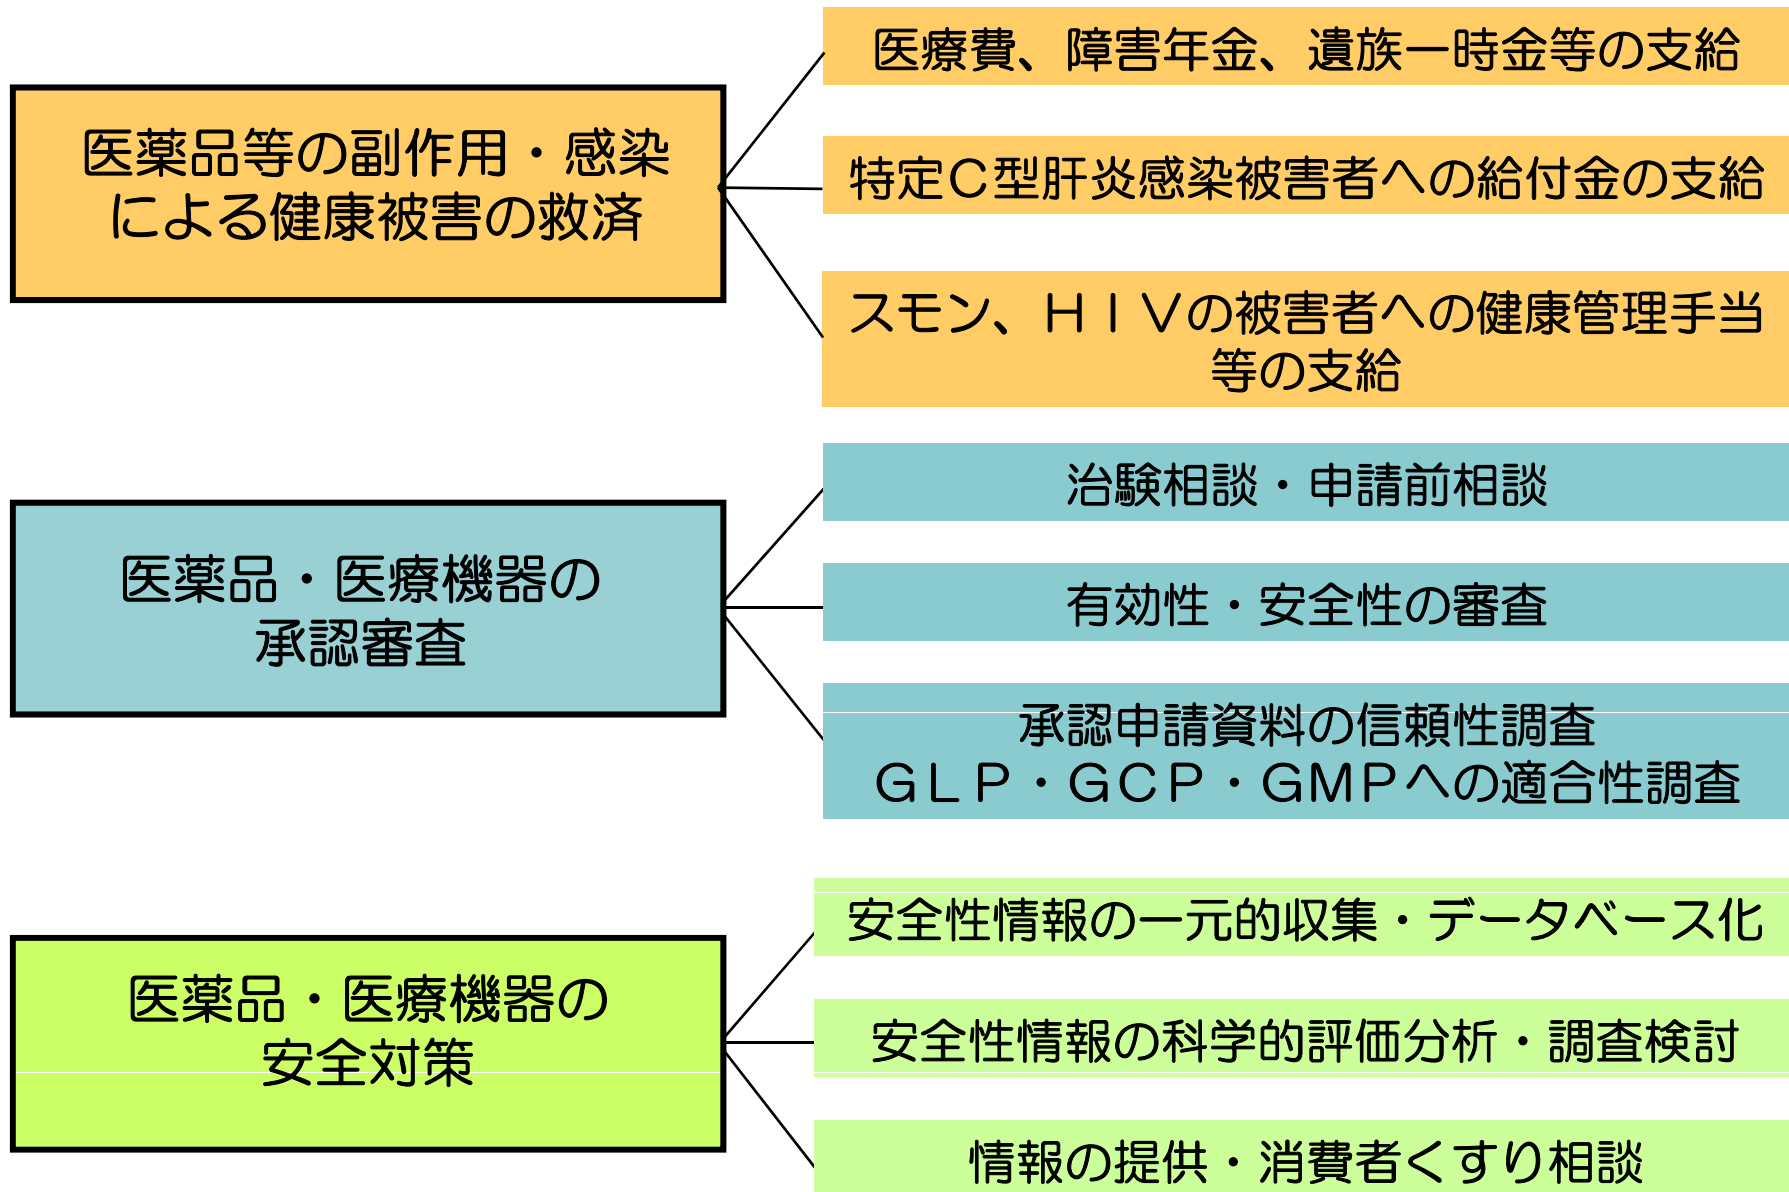 医薬品等の副作用・感染
による健康被害の救済
医療費、障害年金、遺族一時金等の支給
特定Ｃ型肝炎感染被害者への給付金の支給
スモン、ＨＩＶの被害者への健康管理手当
等の支給
医薬品・医療機器の
承認審査
治験相談・申請前相談
有効性・安全性の審査
承認申請資料の信頼性調査
ＧＬＰ・ＧＣＰ・ＧＭＰへの適合性調査
医薬品・医療機器の
安全対策
安全性情報の一元的収集・データベース化
安全性情報の科学的評価分析・調査検討
情報の提供・消費者くすり相談